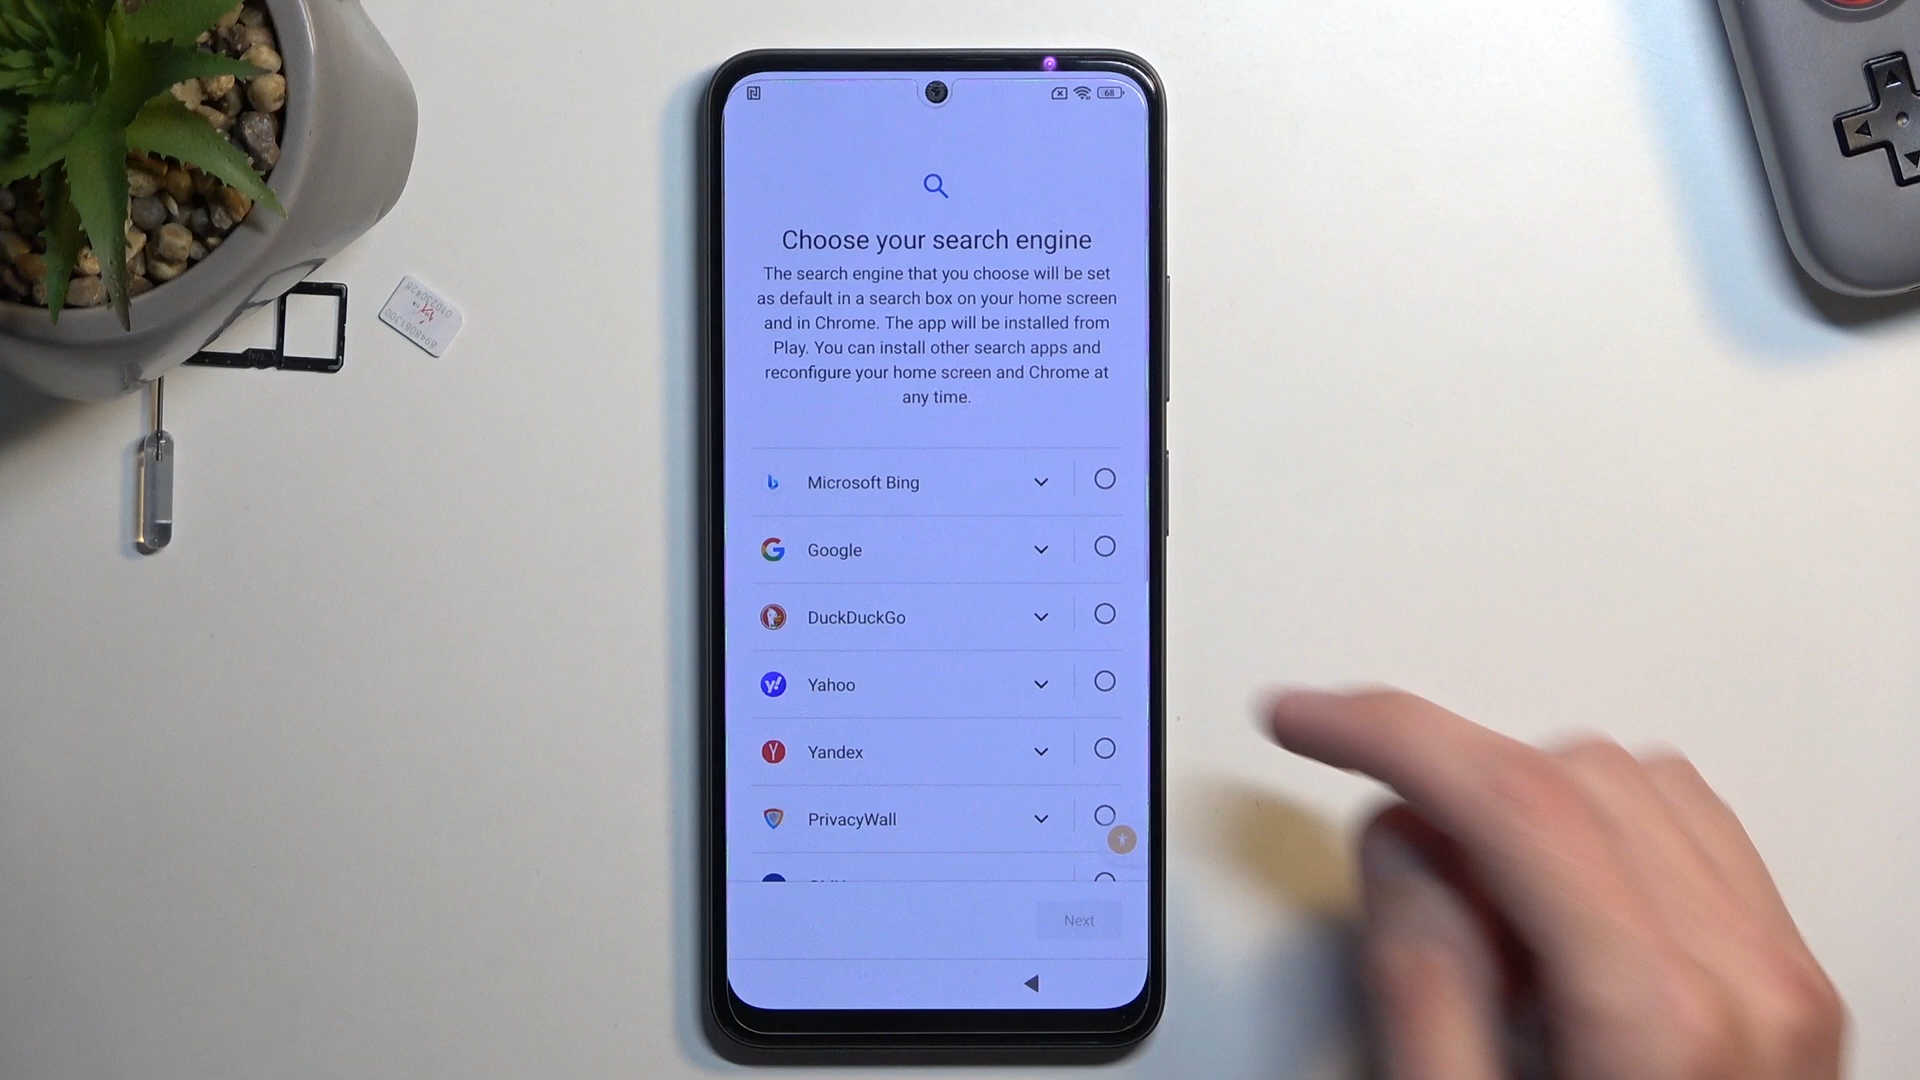 68
Choose your search engine
The search engine that you choose will be set
as default in a search box on your home screen
and in Chrome. The app will be installed from
Play. You can install other search apps and
reconfigure your home screen and Chrome at
any time.
Microsoft Bing
Google
DuckDuckGo
Yahoo
Yandex
PrivacyWall
Next